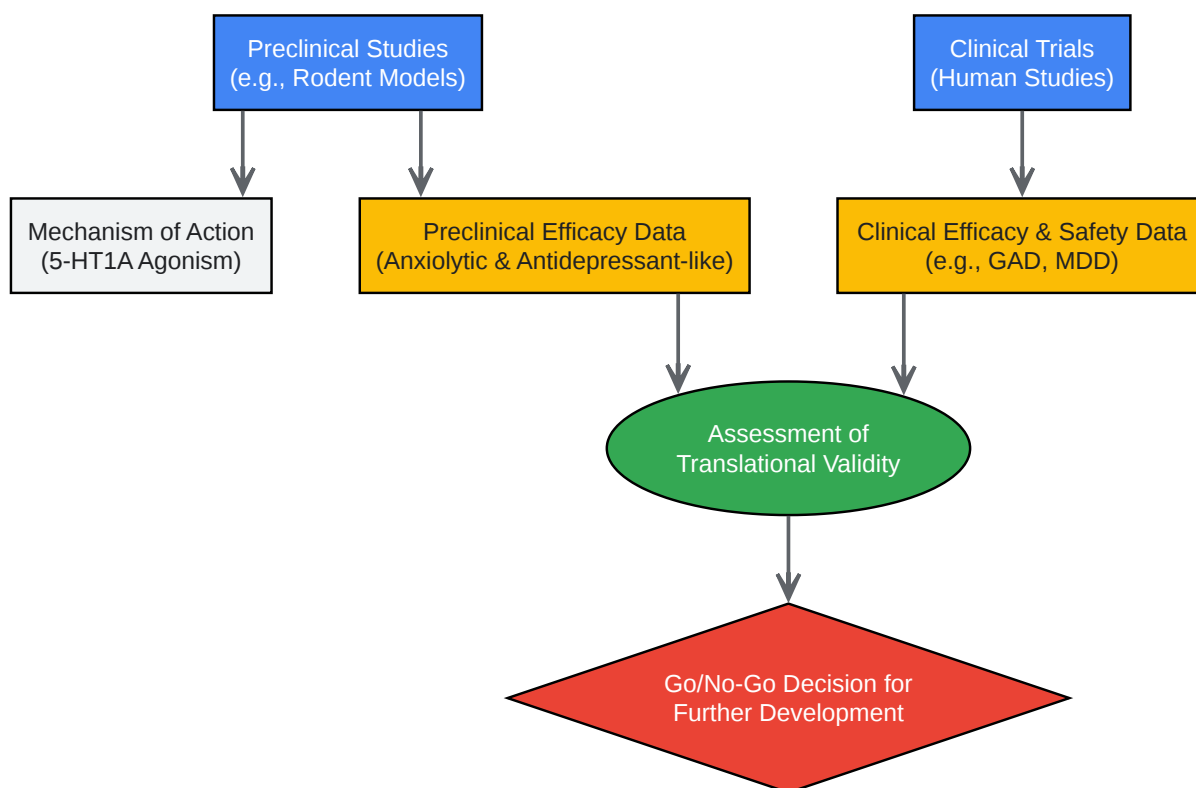 Preclinical Studies
(e.g., Rodent Models)
Clinical Trials
(Human Studies)
Mechanism of Action
(5-HT1A Agonism)
Preclinical Efficacy Data
(Anxiolytic & Antidepressant-like)
Clinical Efficacy & Safety Data
(e.g., GAD, MDD)
Assessment of
Translational Validity
Go/No-Go Decision for
Further Development